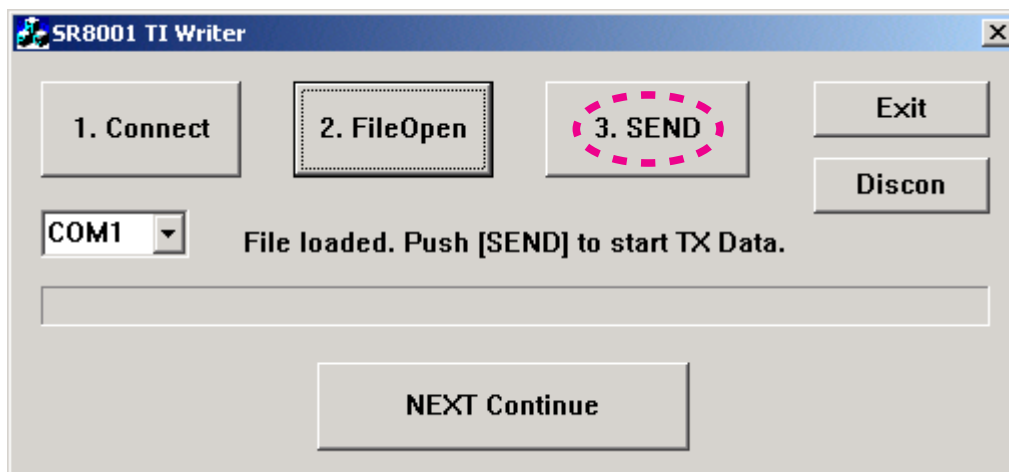 SR8001 TI Writer
1. Connect
2. FileOpen
3. SEND
Exit
Discon
COM1
File loaded. Push [SEND] to start TX Data.
NEXT Continue